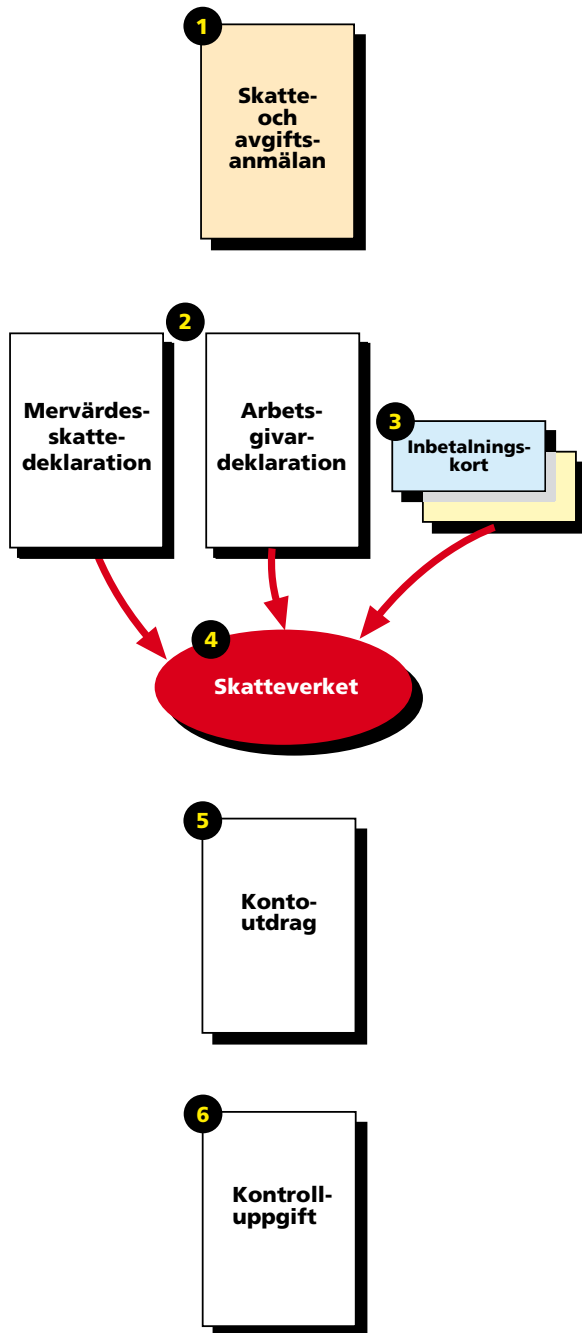 1
Skatte-
och
avgifts-
anmälan
2
Mervärdes-
skatte-
deklaration
Arbets-
givar-
deklaration
3
Inbetalnings-
kort
4
Skatteverket
5
Konto-
utdrag
6
Kontroll-
uppgift